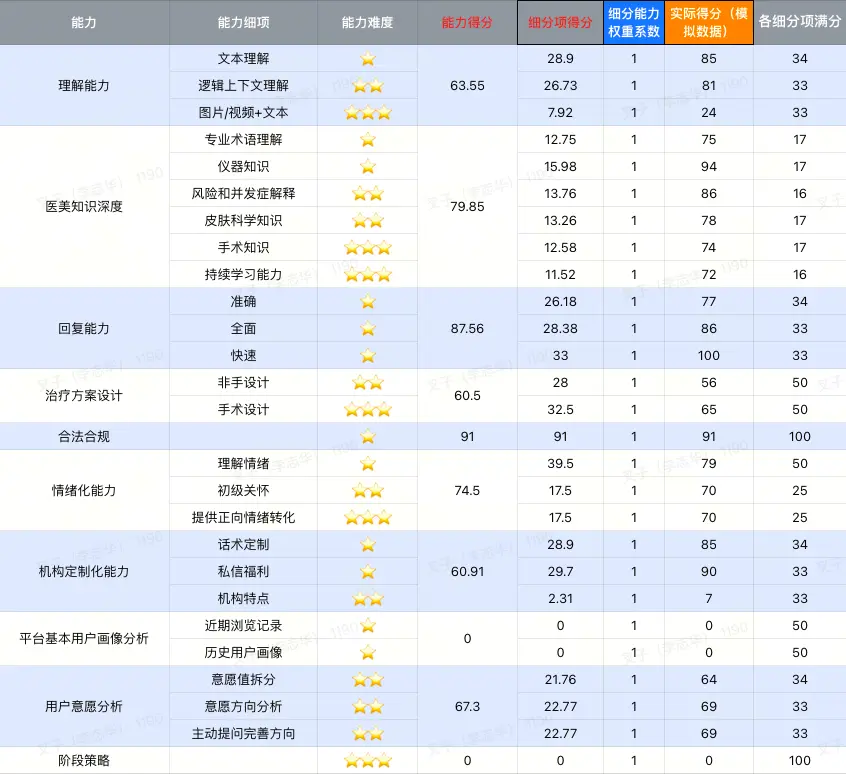 能力 能力细项 能力难度 能力得分 细分项得分 细分能力权重系数 实际得分（模拟数据） 各细分项满分
理解能力 文本理解 ⭐ 63.55 28.9 1 85 34
逻辑上下文理解 ⭐⭐ 26.73 1 81 33
图片/视频+文本 ⭐⭐⭐ 7.92 1 24 33
医美知识深度 专业术语理解 ⭐ 79.85 12.75 1 75 17
仪器知识 ⭐ 15.98 1 94 17
风险和并发症解释 ⭐⭐ 13.76 1 86 16
皮肤科学知识 ⭐⭐ 13.26 1 78 17
手术知识 ⭐⭐⭐ 12.58 1 74 17
持续学习能力 ⭐⭐⭐ 11.52 1 72 16
回复能力 准确 ⭐ 87.56 26.18 1 77 34
全面 ⭐ 28.38 1 86 33
快速 ⭐ 33 1 100 33
治疗方案设计 非手设计 ⭐⭐ 60.5 28 1 56 50
手术设计 ⭐⭐⭐ 32.5 1 65 50
合法合规 ⭐ 91 91 1 91 100
情绪化能力 理解情绪 ⭐ 74.5 39.5 1 79 50
初级关怀 ⭐⭐ 17.5 1 70 25
提供正向情绪转化 ⭐⭐⭐ 17.5 1 70 25
机构定制化能力 话术定制 ⭐ 60.91 28.9 1 85 34
私信福利 ⭐ 29.7 1 90 33
机构特点 ⭐⭐ 2.31 1 7 33
平台基本用户画像分析 近期浏览记录 ⭐ 0 0 1 0 50
历史用户画像 ⭐ 0 1 0 50
用户意愿分析 意愿值拆分 ⭐⭐ 67.3 21.76 1 64 34
意愿方向分析 ⭐⭐ 22.77 1 69 33
主动提问完善方向 ⭐⭐ 22.77 1 69 33
阶段策略 ⭐⭐⭐ 0 0 1 0 100